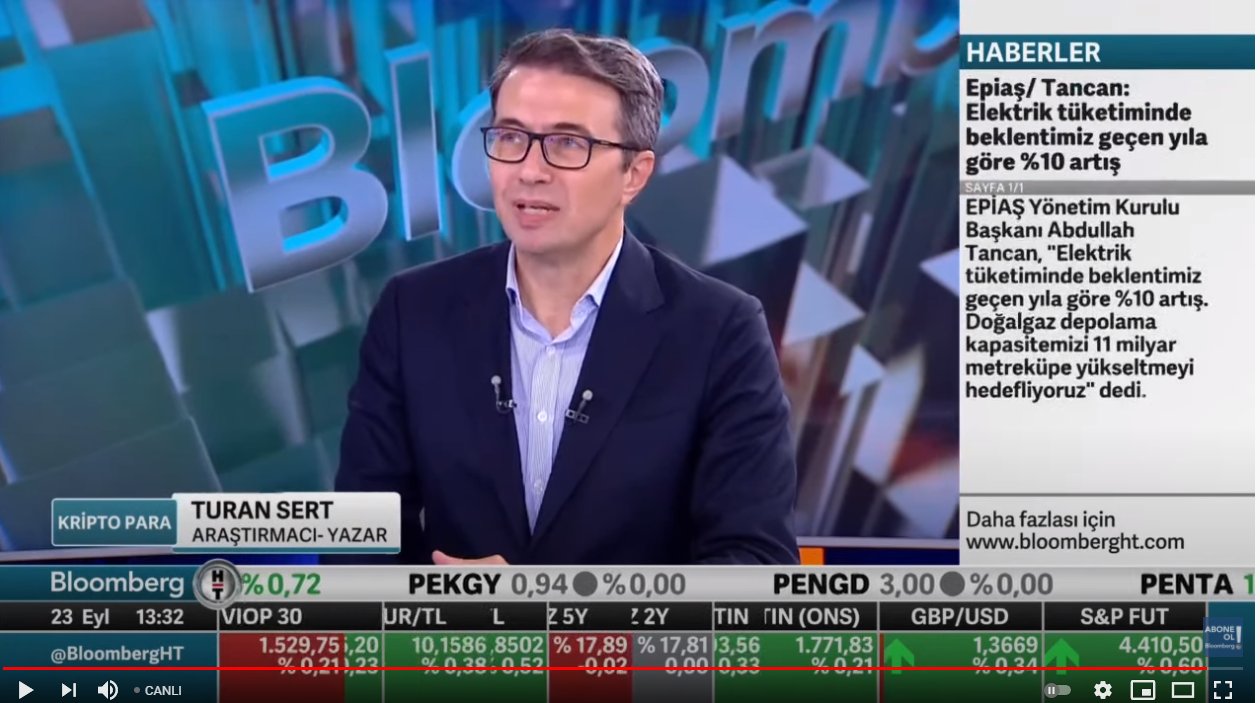 Bloomb
HABERLER
Epiaş/ Tancan:
Elektrik tüketiminde
beklentimiz geçen yıla
göre %10 artış
SAYFA 1/1
EPİAŞ Yönetim Kurulu
Başkanı Abdullah
Tancan, "Elektrik
tüketiminde beklentimiz
geçen yıla göre %10 artış.
Doğalgaz depolama
kapasitemizi 11 milyar
metreküpe yükseltmeyi
hedefliyoruz" dedi.
Daha fazlası için
www.bloomberght.com
KRİPTO PARA
TURAN SERT
ARAŞTIRMACI- YAZAR
Bloomberg HT %0,72 PEKGY 0,94 %0,00 PENGD 3,00 %0,00 PENTA 1
23 Eyl 13:32 VIOP 30 UR/TL L Z 5Y Z 2Y TIN TIN (ONS) GBP/USD S&P FUT
@BloombergHT
1.529,75 ,20 10,1586 ,8502 %17,89 %17,81 03,56 1.771,83 1,3669 4.410,50
% 0,21 ,23 % 0,38 0,52 -0,02 0,00 0,33 % 0,21 % 0,34 % 0,60
ABONE
OL !
Bloomberg
CANLI